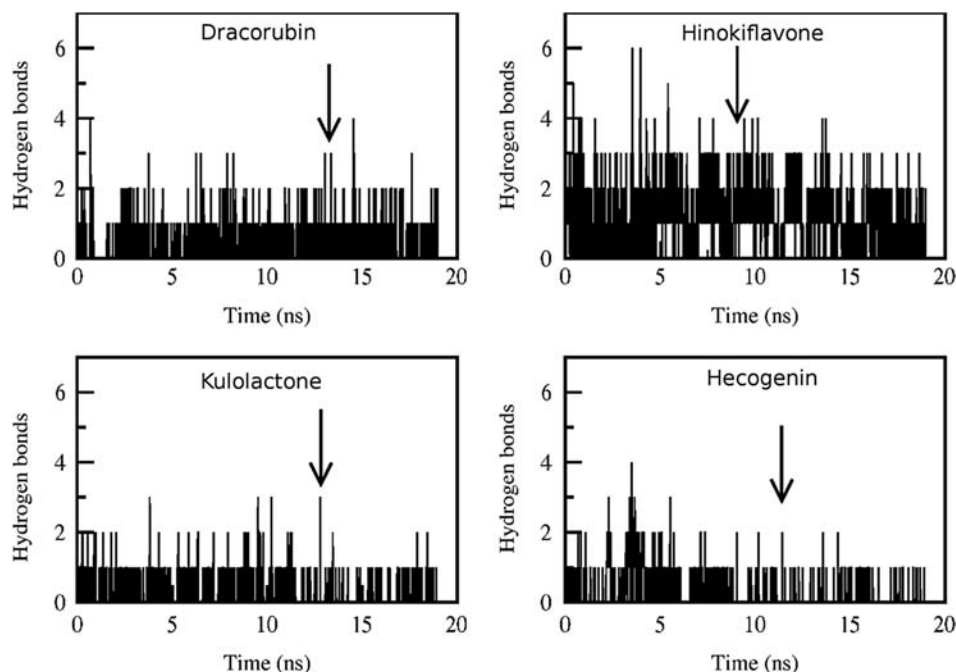 Dracorubin
Hydrogen bonds
6
4
2
0
0 5 10 15 20
Time (ns)
Hinokiflavone
Hydrogen bonds
6
4
2
0
0 5 10 15 20
Time (ns)
Kulolactone
Hydrogen bonds
6
4
2
0
0 5 10 15 20
Time (ns)
Hecogenin
Hydrogen bonds
6
4
2
0
0 5 10 15 20
Time (ns)